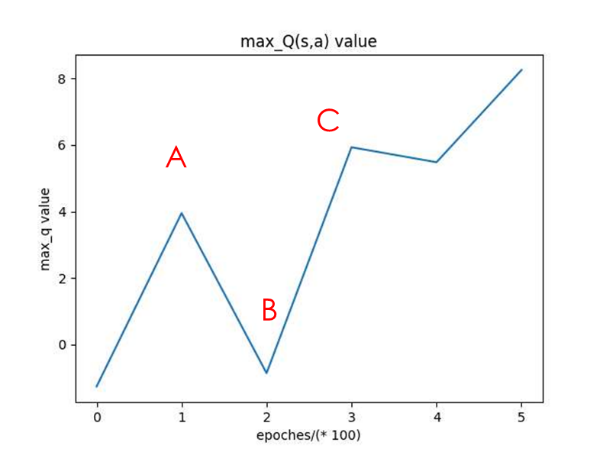 max_Q(s,a) value
8
6
4
2
0
max_q value
A
B
C
0 1 2 3 4 5
epoches/(* 100)